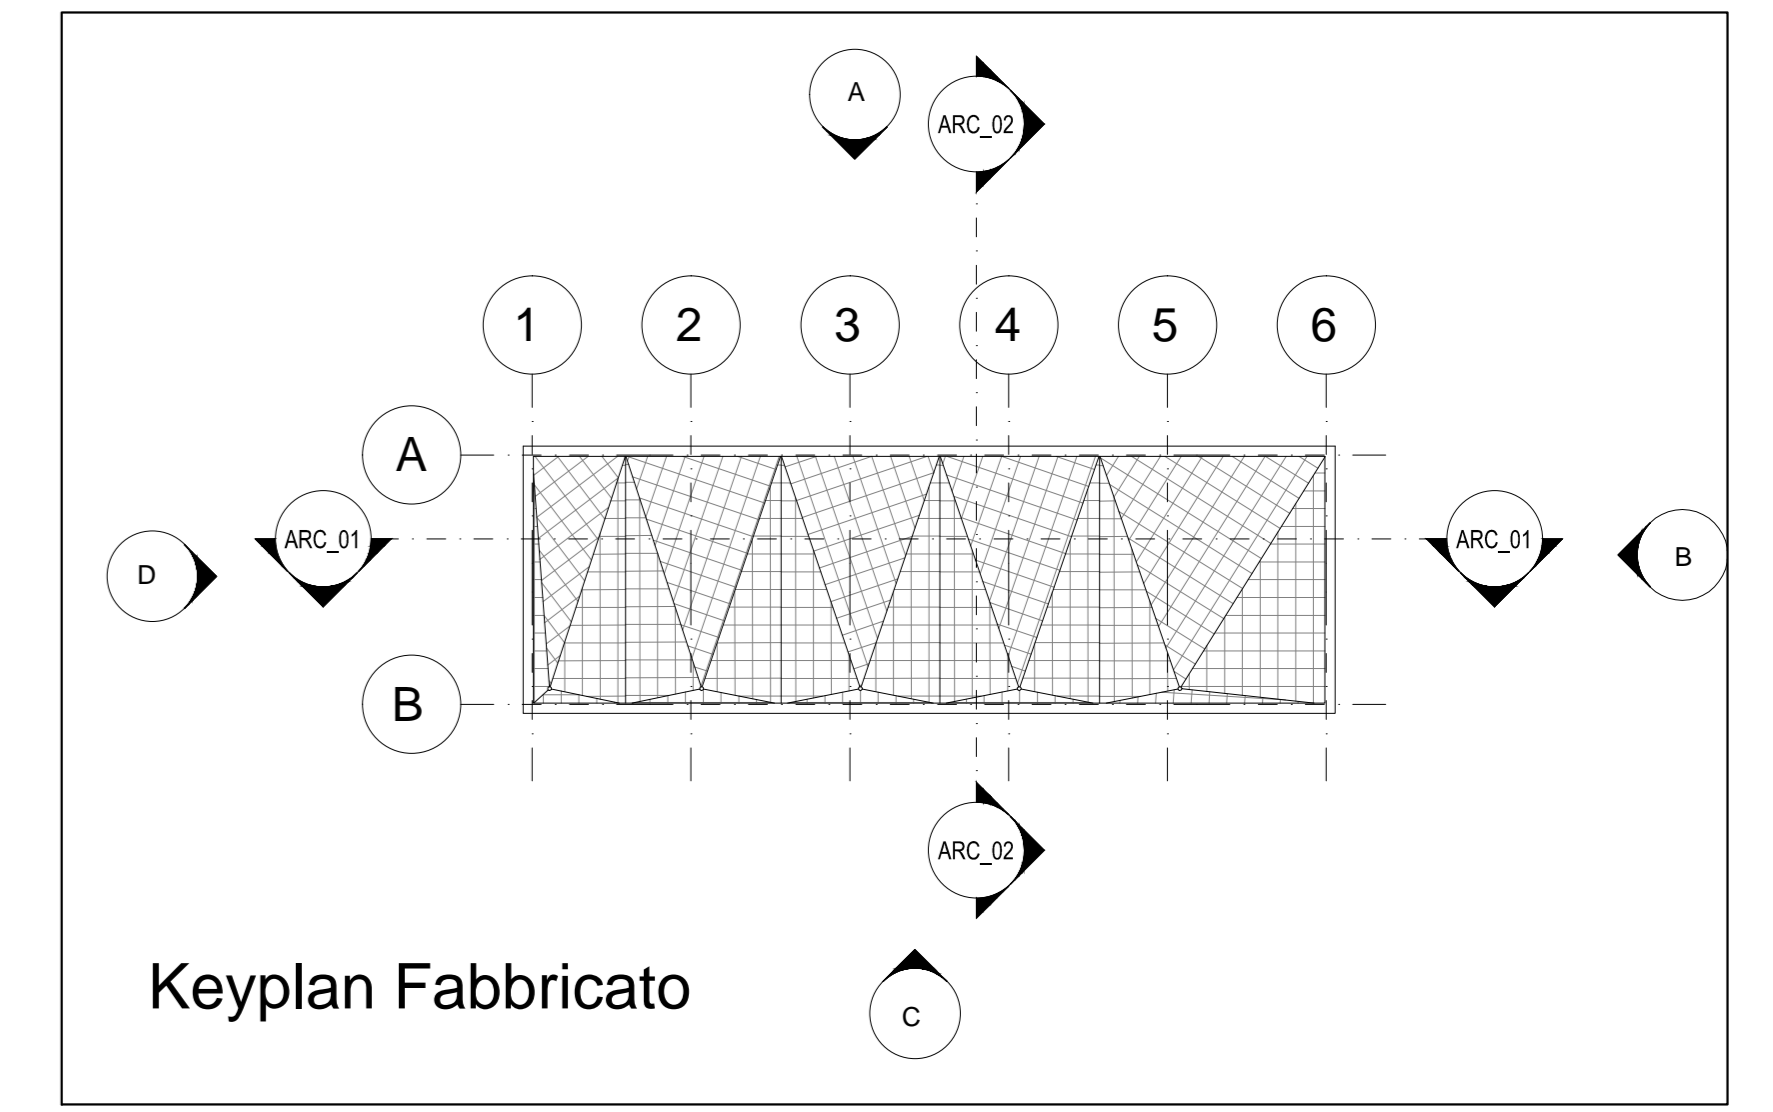 A
ARC_02
1 2 3 4 5 6
A
ARC_01 ARC_01
D B
B
ARC_02
Keyplan Fabbricato
C